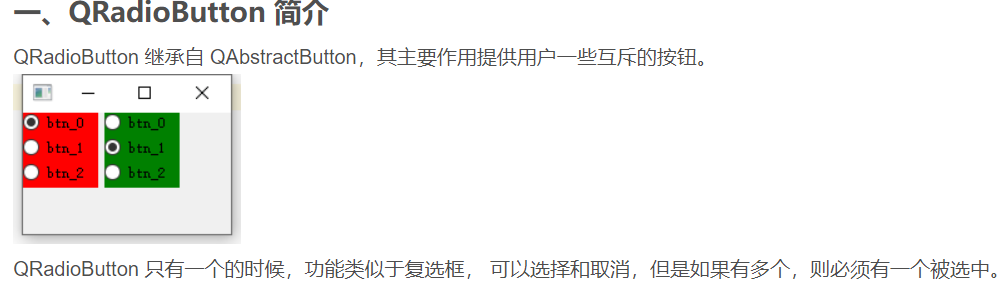 一、QRadioButton 简介
QRadioButton 继承自 QAbstractButton，其主要作用提供用户一些互斥的按钮。
btn_0 btn_0
btn_1 btn_1
btn_2 btn_2
QRadioButton 只有一个的时候，功能类似于复选框， 可以选择和取消，但是如果有多个，则必须有一个被选中。